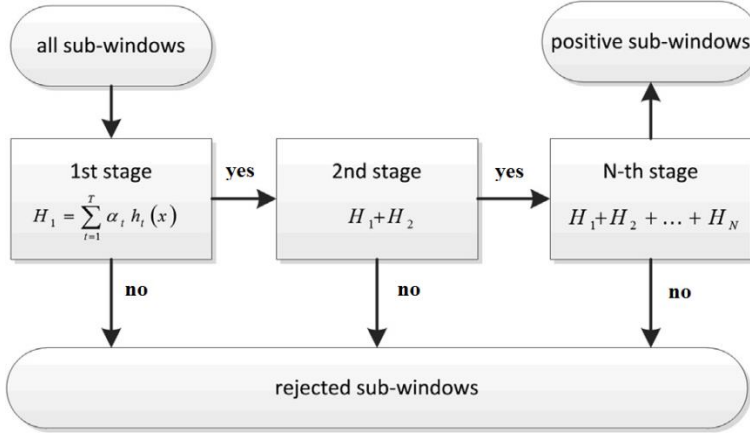 all sub-windows
positive sub-windows
1st stage
H_1 = \sum_{t=1}^{T} α_t h_t(x)
yes
2nd stage
H_1+H_2
yes
N-th stage
H_1+H_2 + ... + H_N
no
no
no
rejected sub-windows